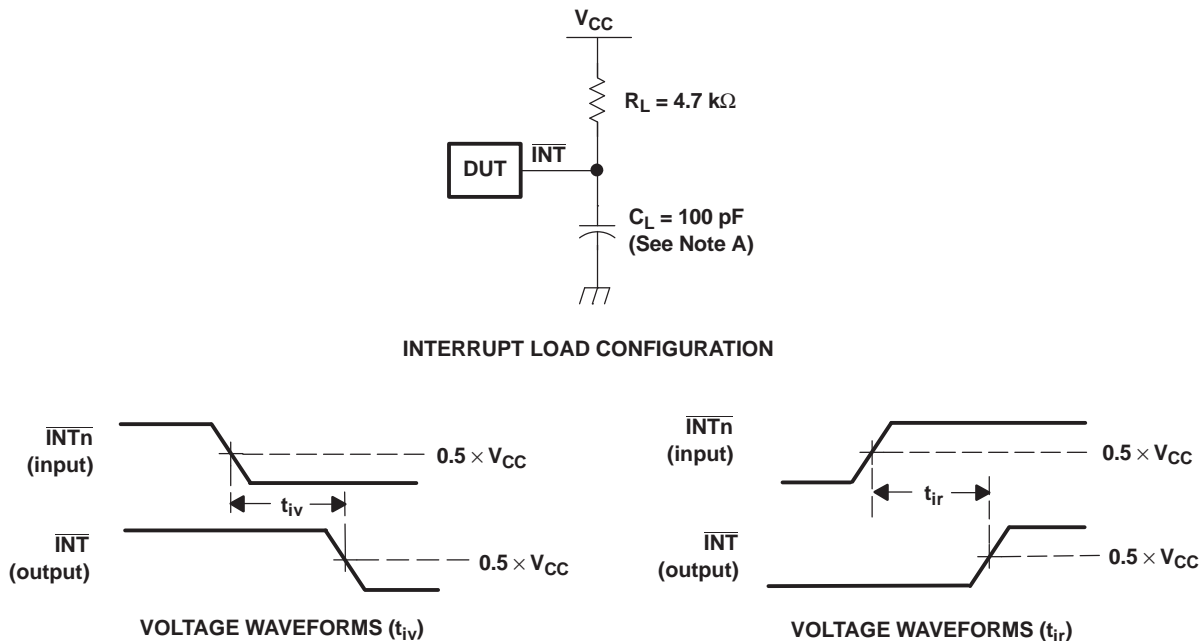 VCC
RL = 4.7 kΩ
DUT
INT
CL = 100 pF
(See Note A)
INTERRUPT LOAD CONFIGURATION
INTn
(input)
0.5 × VCC
tiv
INT
(output)
0.5 × VCC
VOLTAGE WAVEFORMS (tiv)
INTn
(input)
0.5 × VCC
tir
INT
(output)
0.5 × VCC
VOLTAGE WAVEFORMS (tir)